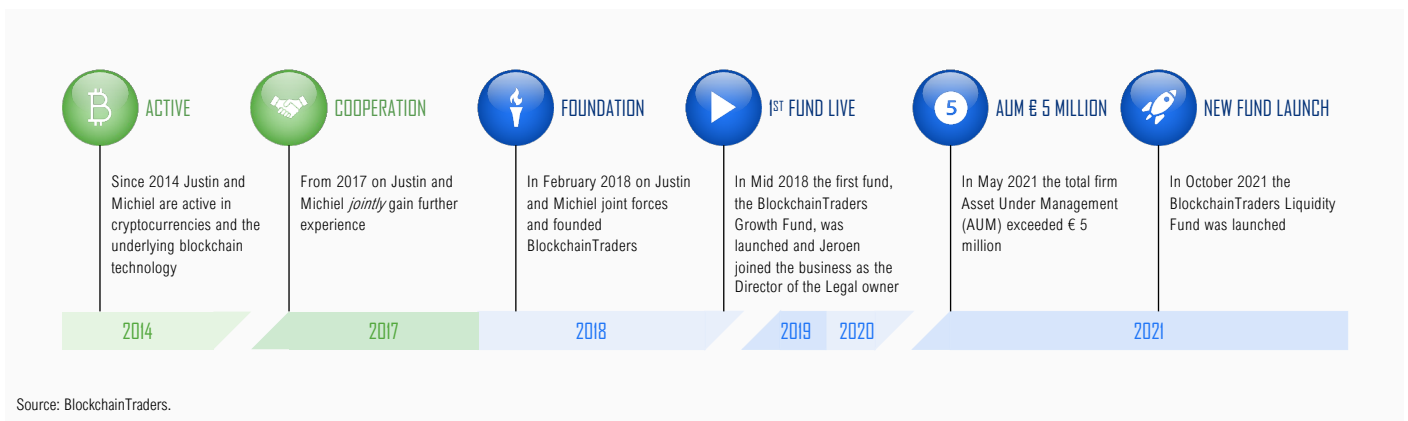 ACTIVE
Since 2014 Justin and
Michiel are active in
cryptocurrencies and the
underlying blockchain
technology
COOPERATION
From 2017 on Justin and
Michiel jointly gain further
experience
FOUNDATION
In February 2018 on Justin
and Michiel joint forces
and founded
BlockchainTraders
1ST FUND LIVE
In Mid 2018 the first fund,
the BlockchainTraders
Growth Fund, was
launched and Jeroen
joined the business as the
Director of the Legal owner
5
AUM € 5 MILLION
In May 2021 the total firm
Asset Under Management
(AUM) exceeded € 5
million
NEW FUND LAUNCH
In October 2021 the
BlockchainTraders Liquidity
Fund was launched
2014
2017
2018
2019
2020
2021
Source: BlockchainTraders.